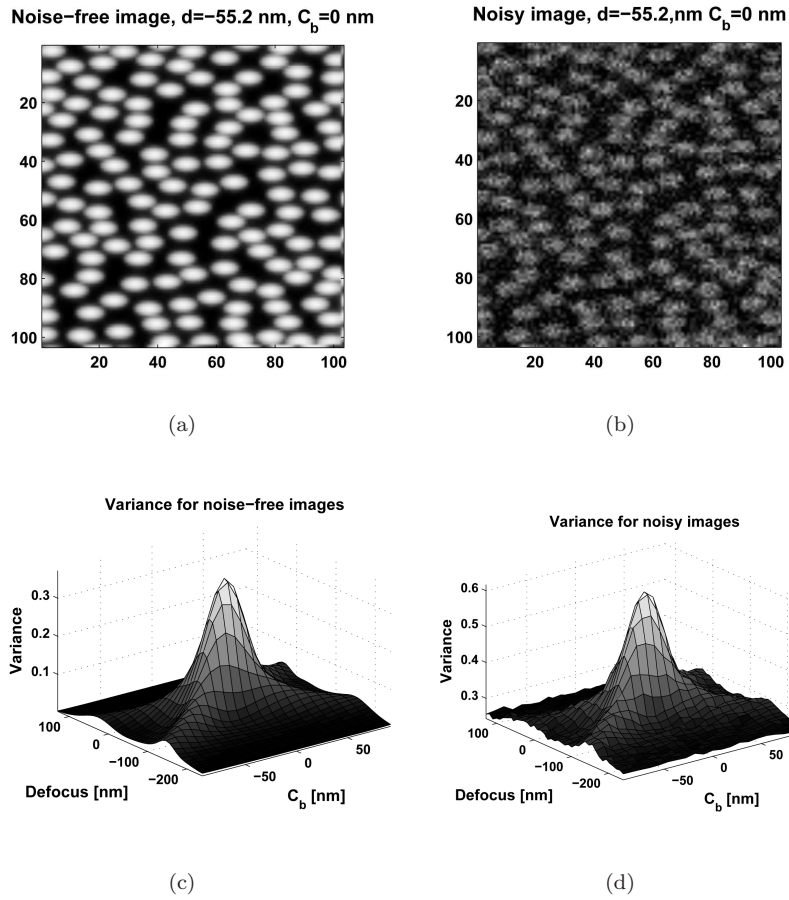 Noise−free image, d=−55.2 nm, C_b=0 nm
20
40
60
80
100
20 40 60 80 100
(a)
Noisy image, d=−55.2,nm C_b=0 nm
20
40
60
80
100
20 40 60 80 100
(b)
Variance for noise−free images
0.3
0.2
0.1
Variance
100
0
−100
−200
Defocus [nm]
−50
0
50
C_b [nm]
(c)
Variance for noisy images
0.6
0.5
0.4
0.3
Variance
100
0
−100
−200
Defocus [nm]
−50
0
50
C_b [nm]
(d)